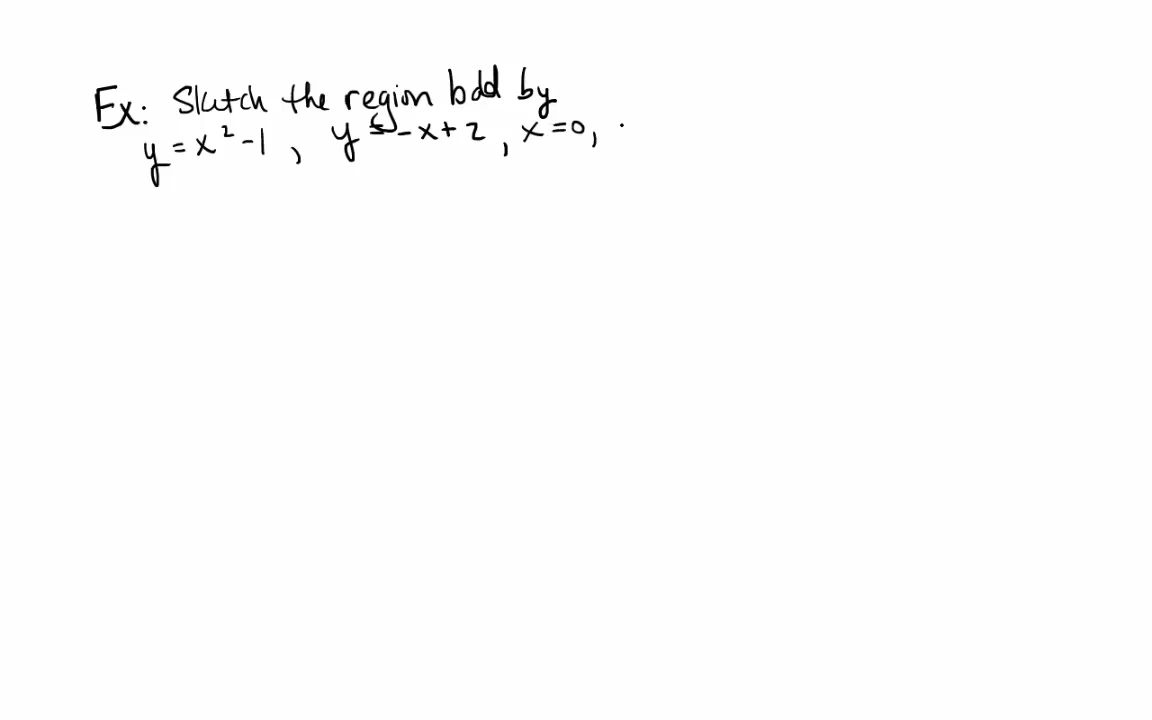 Ex: Sketch the region bdd by
y = x² - 1, y = -x + 2, x = 0,